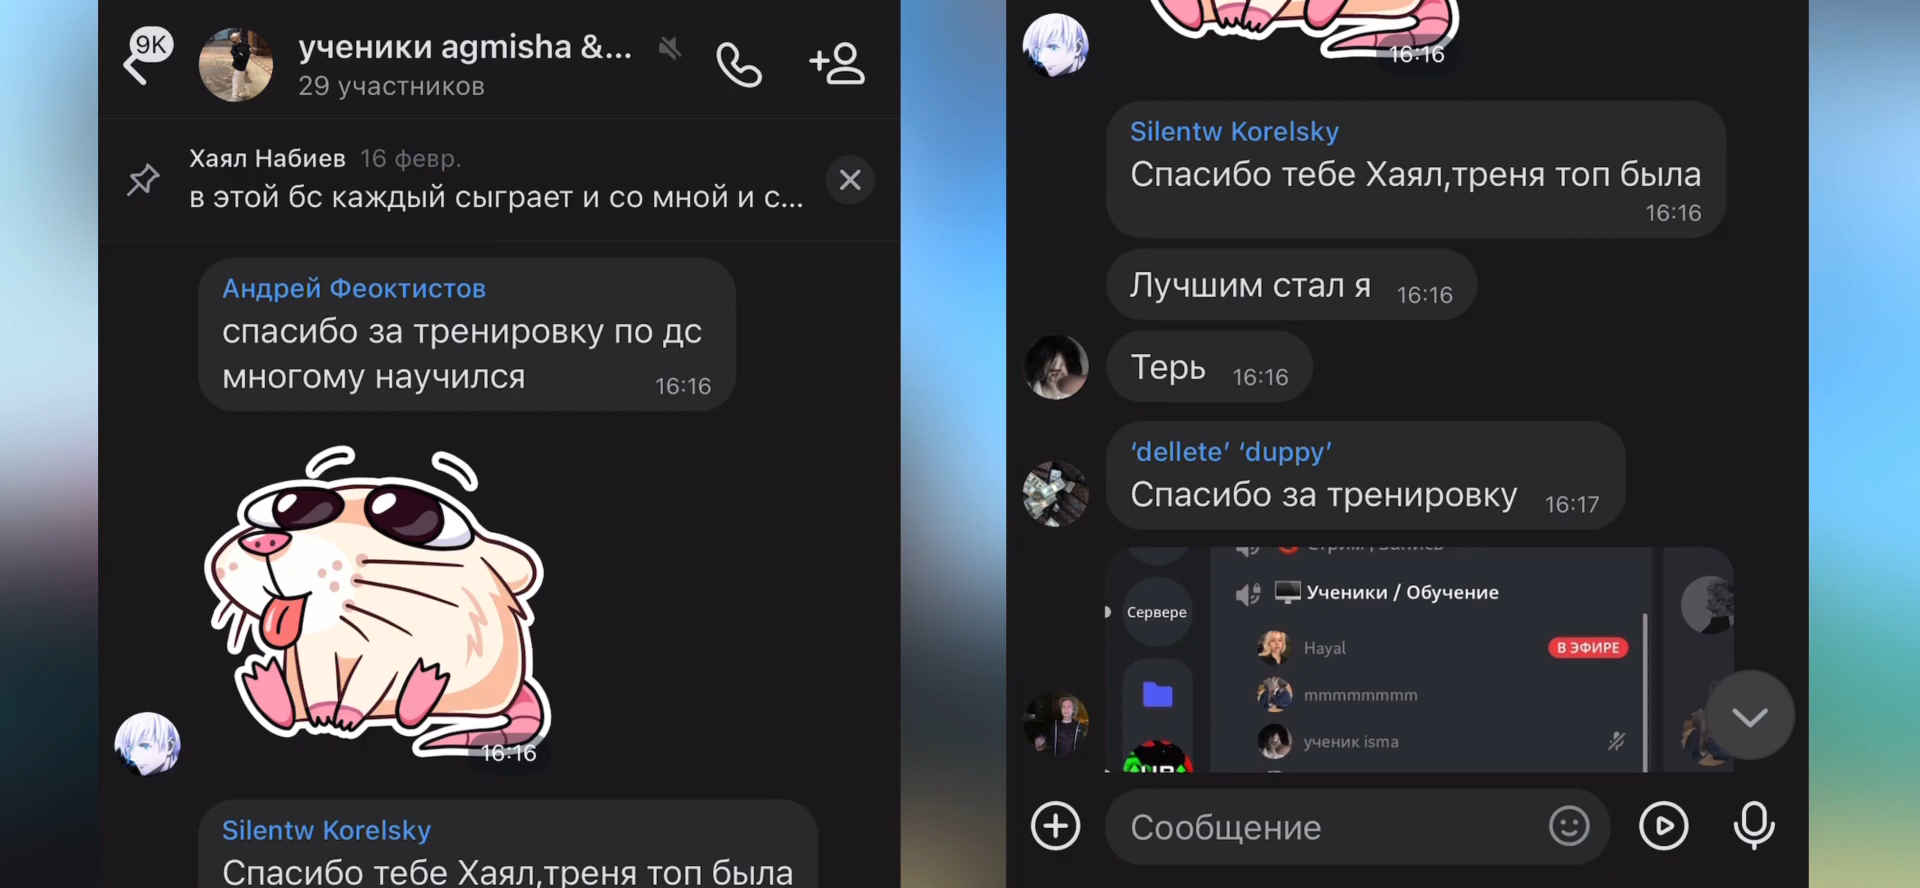 9K
ученики agmisha &...
29 участников
Хаял Набиев 16 февр.
в этой бс каждый сыграет и со мной и с...
Андрей Феоктистов
спасибо за тренировку по дс
многому научился
16:16
16:16
Silentw Korelsky
Спасибо тебе Хаял,треня топ была
16:16
Silentw Korelsky
Спасибо тебе Хаял,треня топ была
16:16
Лучшим стал я 16:16
Терь 16:16
‘dellete’ ‘duppy’
Спасибо за тренировку 16:17
Ученики / Обучение
Сервере
Hayal В ЭФИРЕ
mmmmmmmm
ученик isma
Сообщение